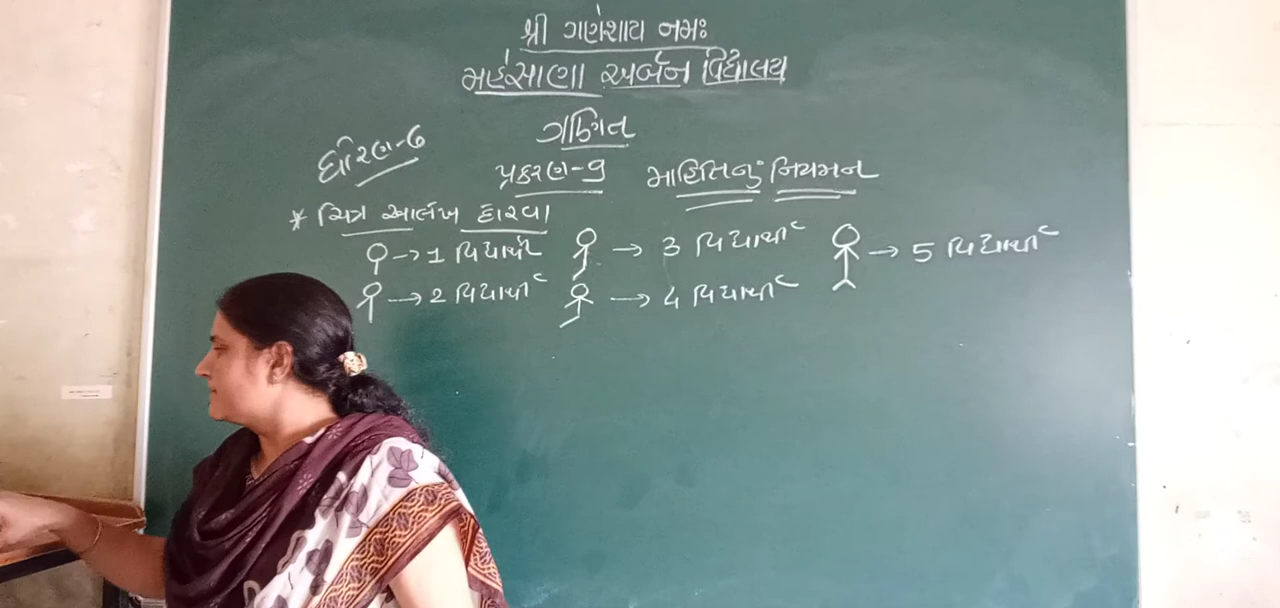 શ્રી ગણેશાય નમઃ
મહેસાણા અર્બન વિદ્યાલય
ગણિત
ધોરણ-6
પ્રકરણ-9 માહિતીનું નિયમન
* ચિત્ર આલેખ દોરવા
→ 1 વિદ્યાર્થી → 3 વિદ્યાર્થી → 5 વિદ્યાર્થી
→ 2 વિદ્યાર્થી → 4 વિદ્યાર્થી